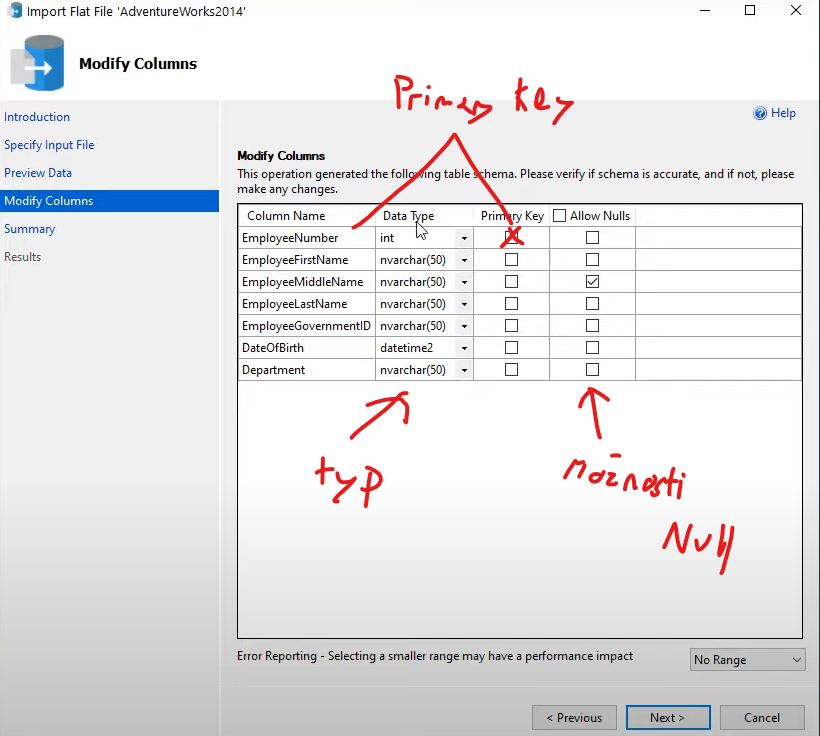 Import Flat File 'AdventureWorks2014'
Modify Columns
Primary Key
Help
Introduction
Specify Input File
Preview Data
Modify Columns
Summary
Results
Modify Columns
This operation generated the following table schema. Please verify if schema is accurate, and if not, please
make any changes.
Column Name Data Type Primary Key Allow Nulls
EmployeeNumber int
EmployeeFirstName nvarchar(50)
EmployeeMiddleName nvarchar(50)
EmployeeLastName nvarchar(50)
EmployeeGovernmentID nvarchar(50)
DateOfBirth datetime2
Department nvarchar(50)
typ
možnosti
Null
Error Reporting - Selecting a smaller range may have a performance impact
No Range
< Previous Next > Cancel